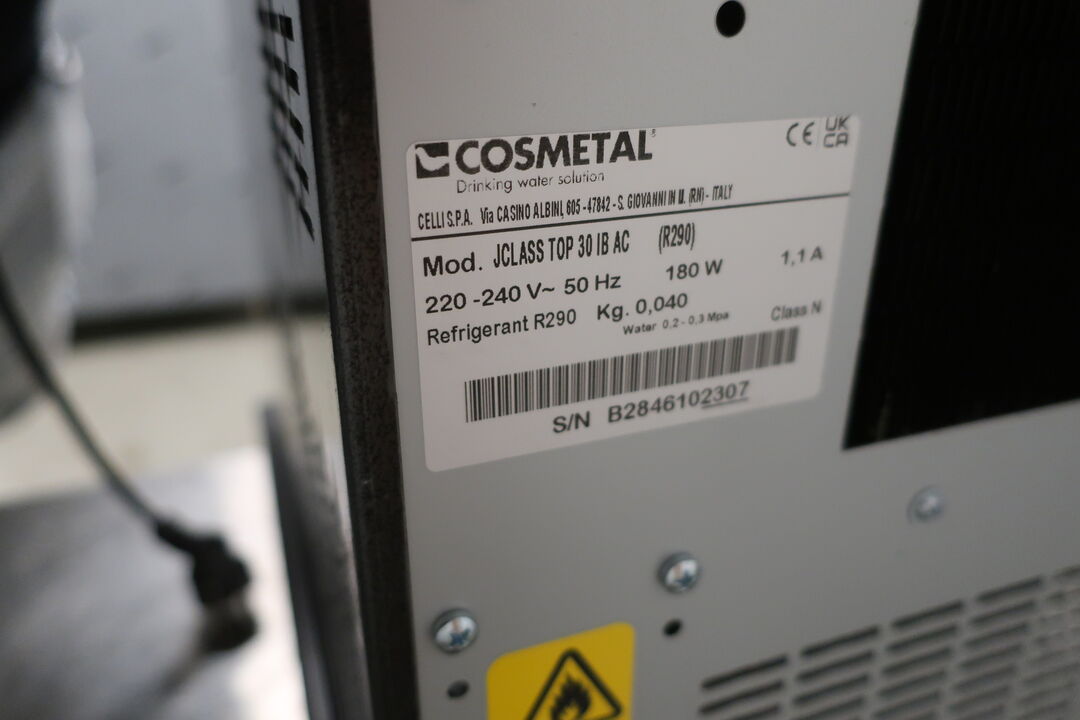 COSMETAL®
CE UK CA
Drinking water solution
CELLI S.P.A. Via CASINO ALBINI, 605 - 47842 - S. GIOVANNI IN M. (RN) - ITALY
Mod. JCLASS TOP 30 IB AC (R290)
220 -240 V~ 50 Hz 180 W 1,1 A
Refrigerant R290 Kg. 0,040
Water 0,2 - 0,3 Mpa Class N
S/N B2846102307